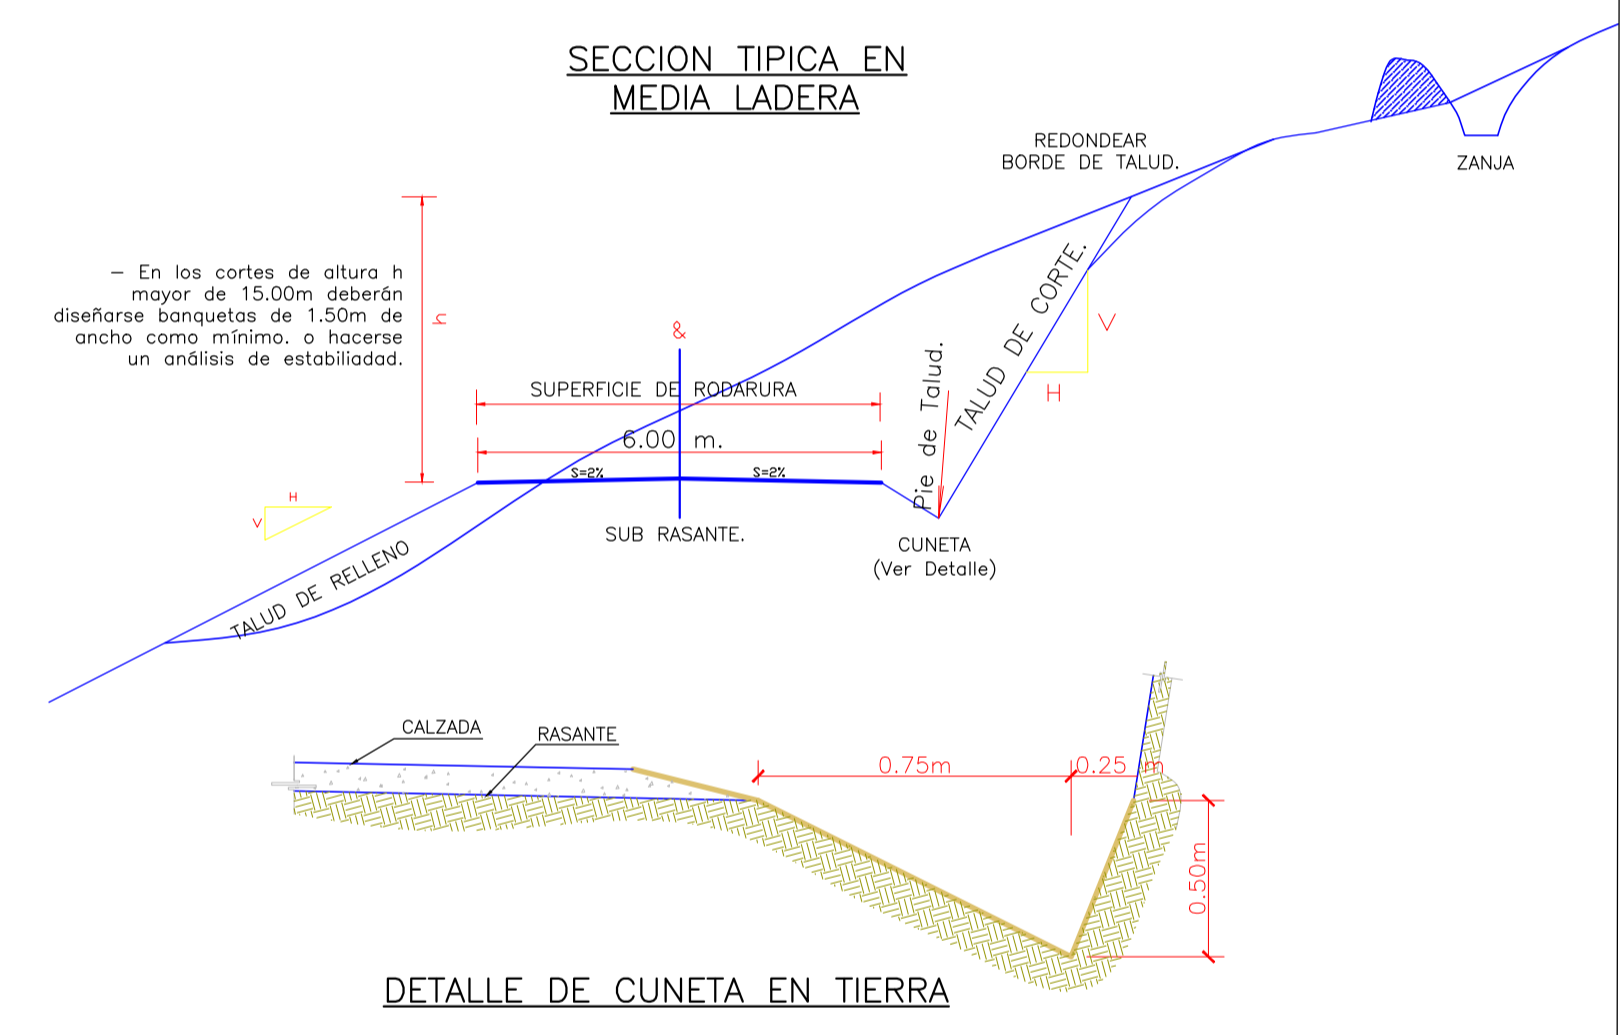 SECCION TIPICA EN
MEDIA LADERA
REDONDEAR
BORDE DE TALUD.
ZANJA
– En los cortes de altura h
mayor de 15.00m deberán
diseñarse banquetas de 1.50m de
ancho como mínimo. o hacerse
un análisis de estabiliadad.
h
&
SUPERFICIE DE RODARURA
6.00 m.
S=2%
S=2%
SUB RASANTE.
Pie de Talud.
TALUD DE CORTE.
V
H
CUNETA
(Ver Detalle)
H
V
TALUD DE RELLENO
CALZADA
RASANTE
0.75m
0.25 m
0.50m
DETALLE DE CUNETA EN TIERRA